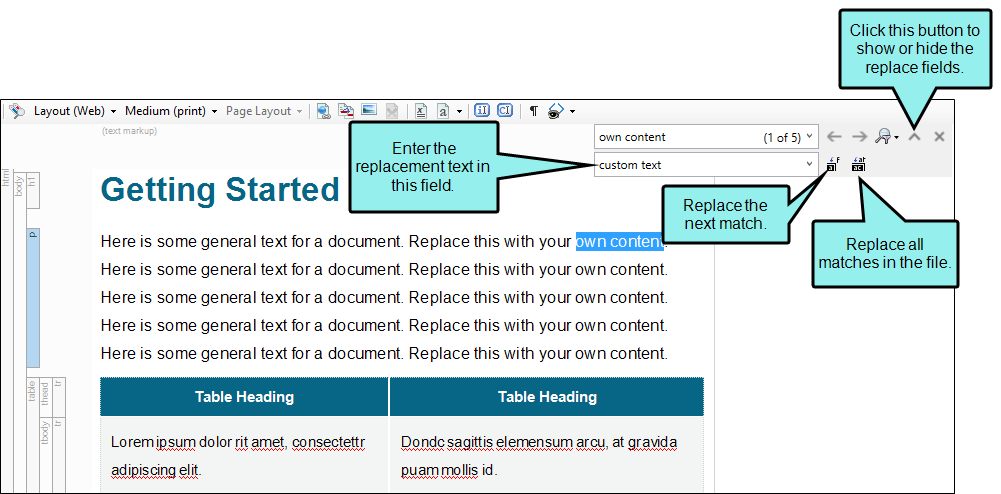 Click this button to
show or hide the
replace fields.
Layout (Web) Medium (print) Page Layout
(text markup)
own content (1 of 5)
custom text
Enter the
replacement text in
this field.
Replace the
next match.
Replace all
matches in the file.
html
body
h1
p
table
thead
tr
tbody
tr
Getting Started
Here is some general text for a document. Replace this with your own content.
Here is some general text for a document. Replace this with your own content.
Here is some general text for a document. Replace this with your own content.
Here is some general text for a document. Replace this with your own content.
Here is some general text for a document. Replace this with your own content.
Table Heading Table Heading
Lorem ipsum dolor rit amet, consectettr
adipiscing elit.
Dondc sagittis elemensum arcu, at gravida
puam mollis id.